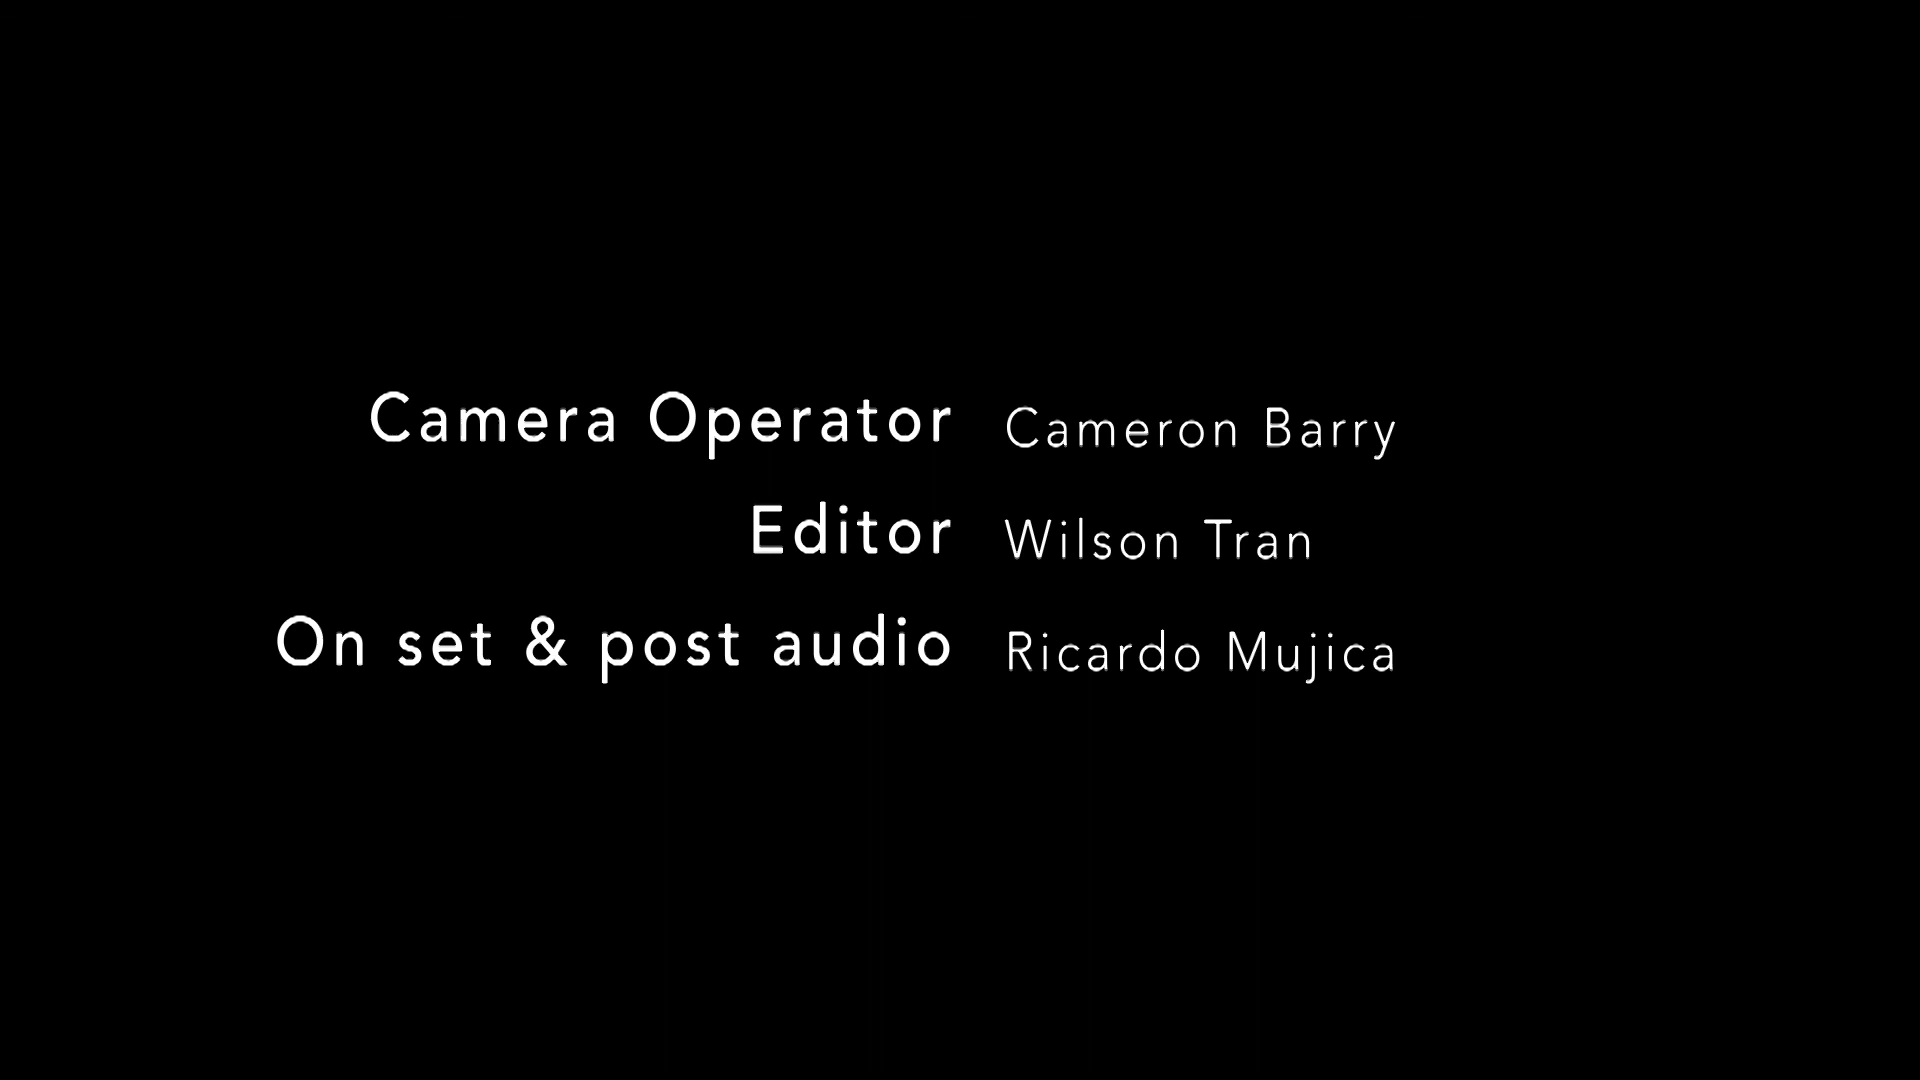 Camera Operator Cameron Barry
Editor Wilson Tran
On set & post audio Ricardo Mujica